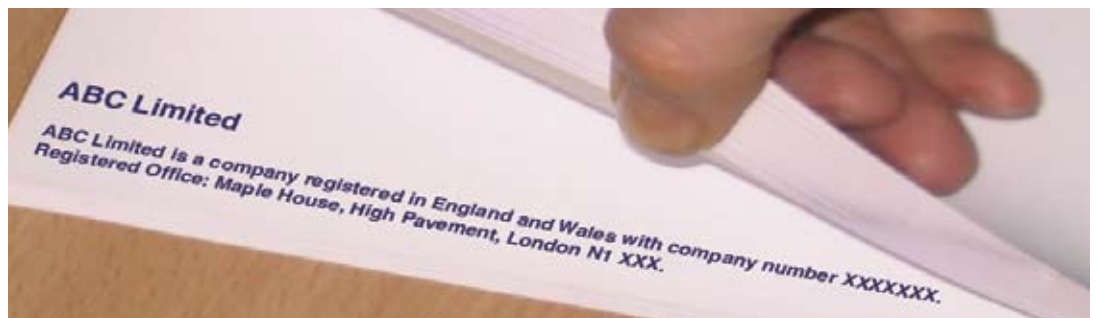 ABC Limited
ABC Limited is a company registered in England and Wales with company number XXXXXXX.
Registered Office: Maple House, High Pavement, London N1 XXX.